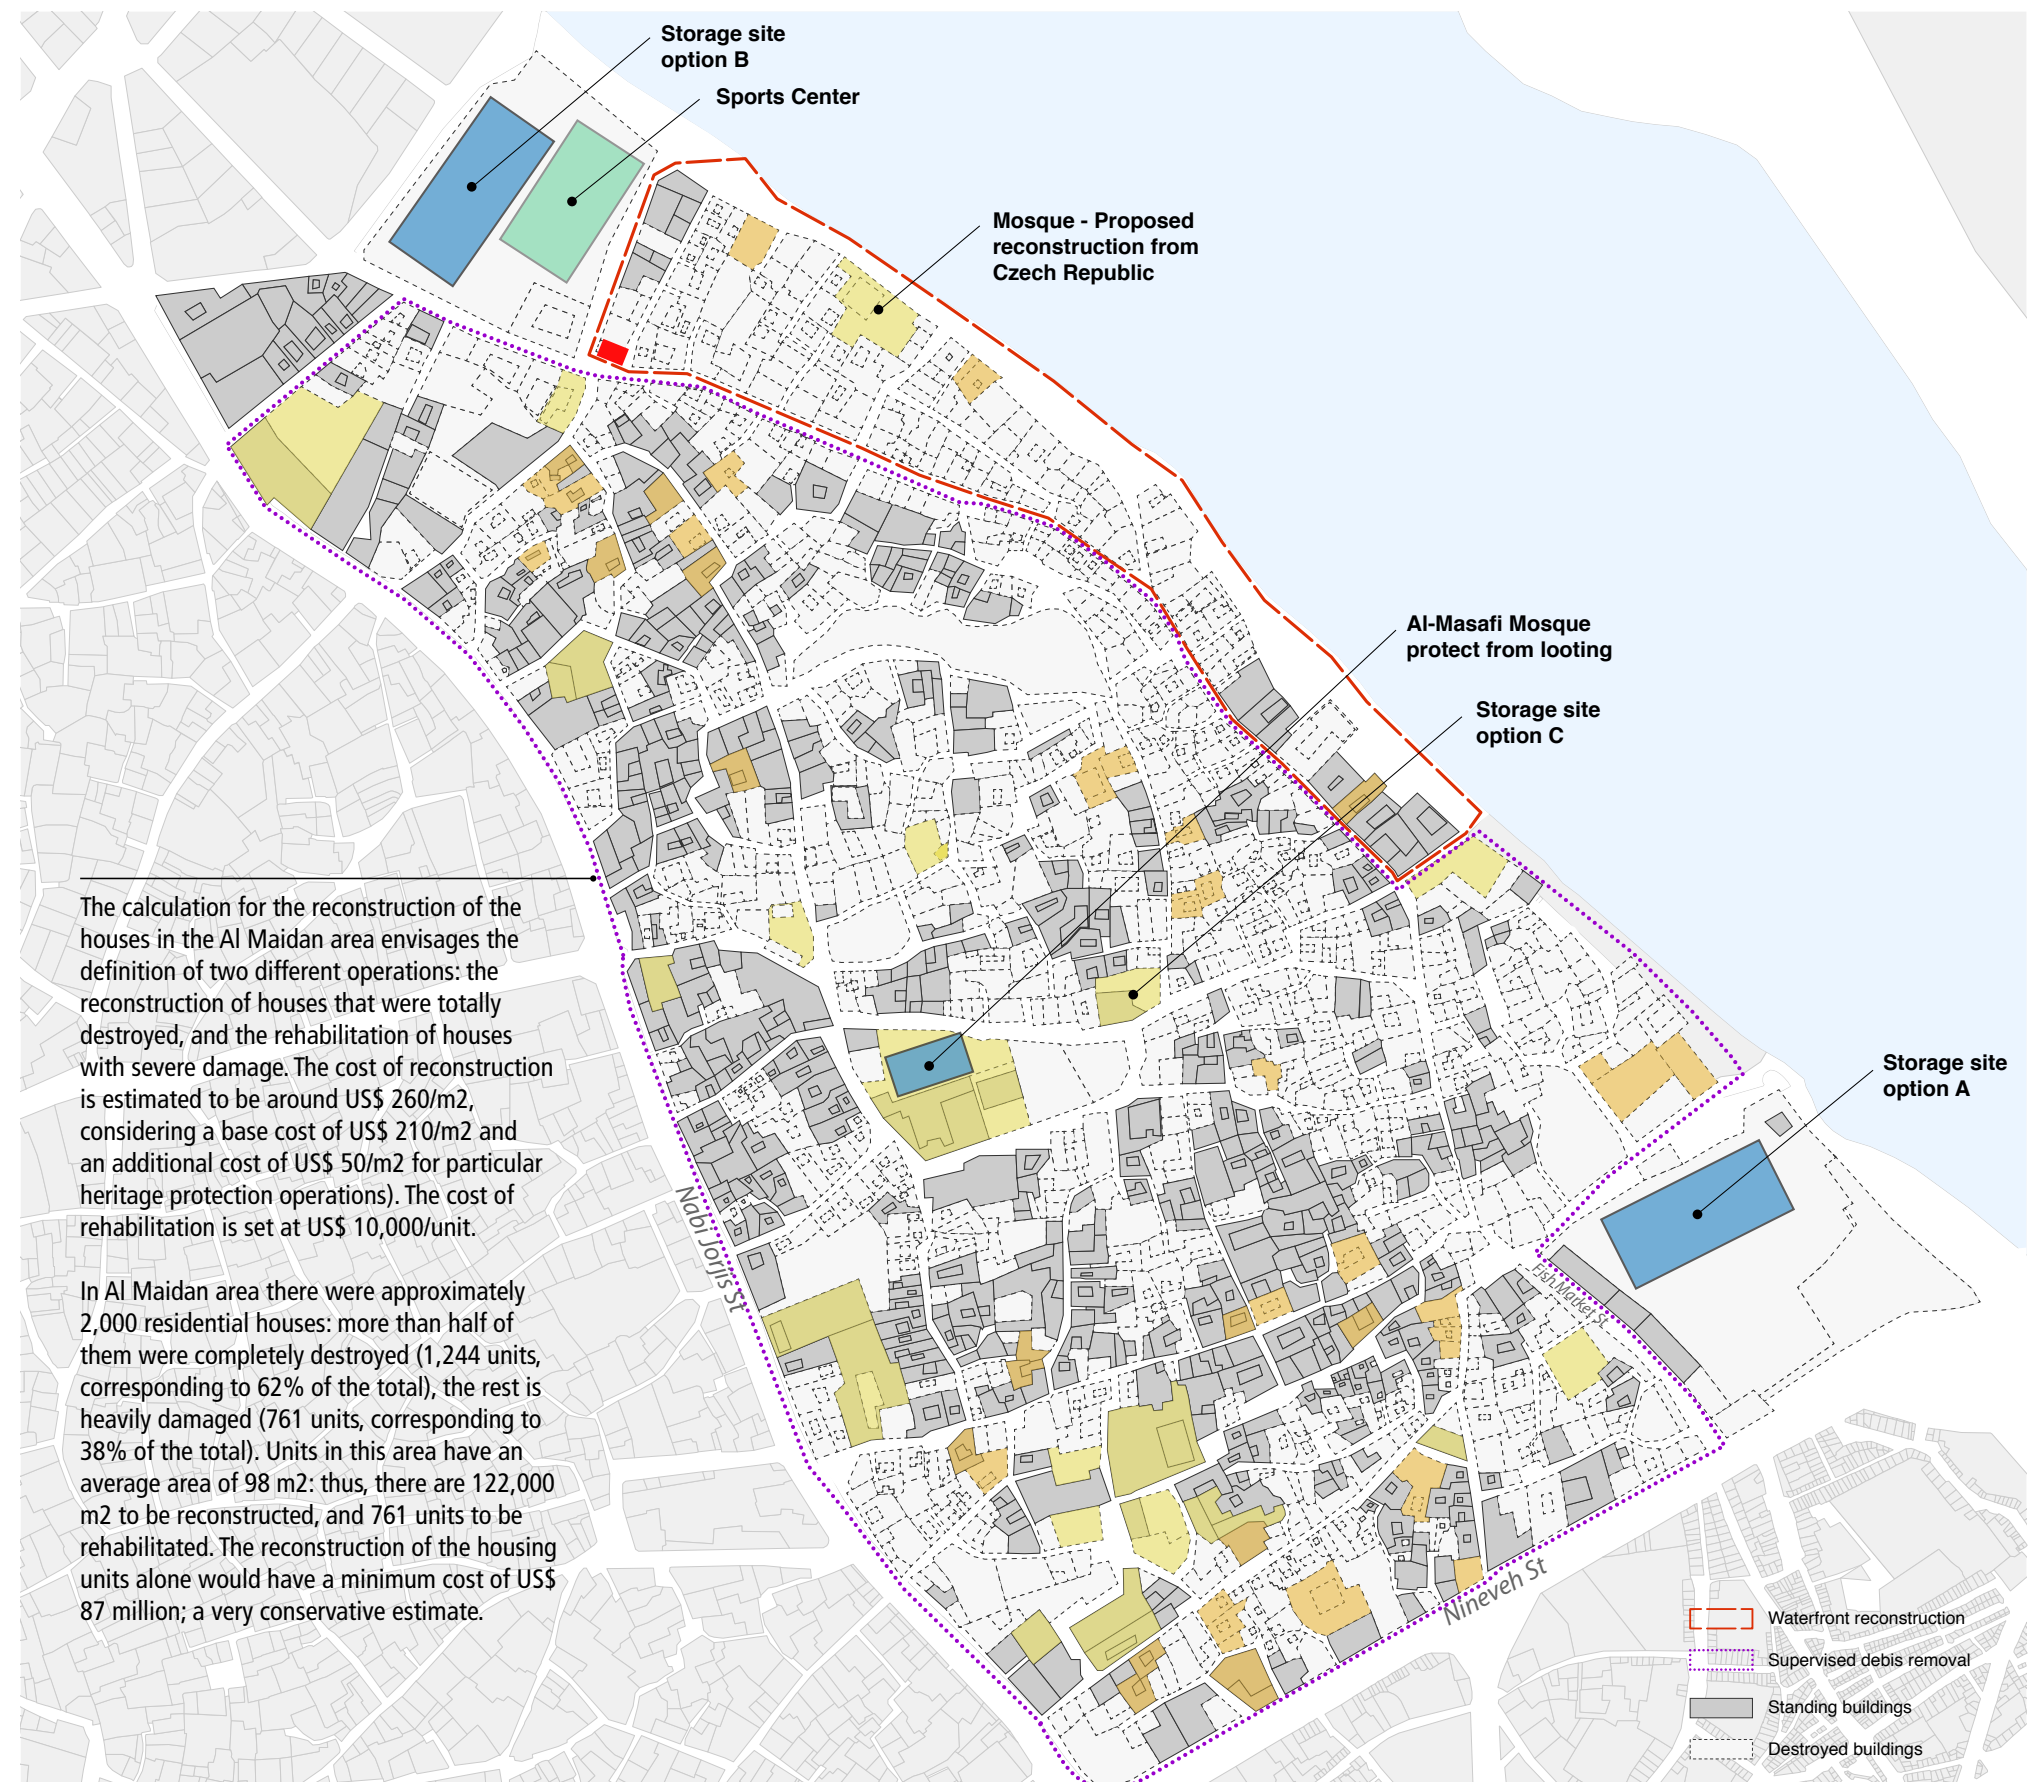 Storage site
option B
Sports Center
Mosque - Proposed
reconstruction from
Czech Republic
Al-Masafi Mosque
protect from looting
Storage site
option C
Storage site
option A
The calculation for the reconstruction of the
houses in the Al Maidan area envisages the
definition of two different operations: the
reconstruction of houses that were totally
destroyed, and the rehabilitation of houses
with severe damage. The cost of reconstruction
is estimated to be around US$ 260/m2,
considering a base cost of US$ 210/m2 and
an additional cost of US$ 50/m2 for particular
heritage protection operations). The cost of
rehabilitation is set at US$ 10,000/unit.
In Al Maidan area there were approximately
2,000 residential houses: more than half of
them were completely destroyed (1,244 units,
corresponding to 62% of the total), the rest is
heavily damaged (761 units, corresponding to
38% of the total). Units in this area have an
average area of 98 m2: thus, there are 122,000
m2 to be reconstructed, and 761 units to be
rehabilitated. The reconstruction of the housing
units alone would have a minimum cost of US$
87 million; a very conservative estimate.
Nabi Jorjis St
Fish Market St
Nineveh St
Waterfront reconstruction
Supervised debis removal
Standing buildings
Destroyed buildings